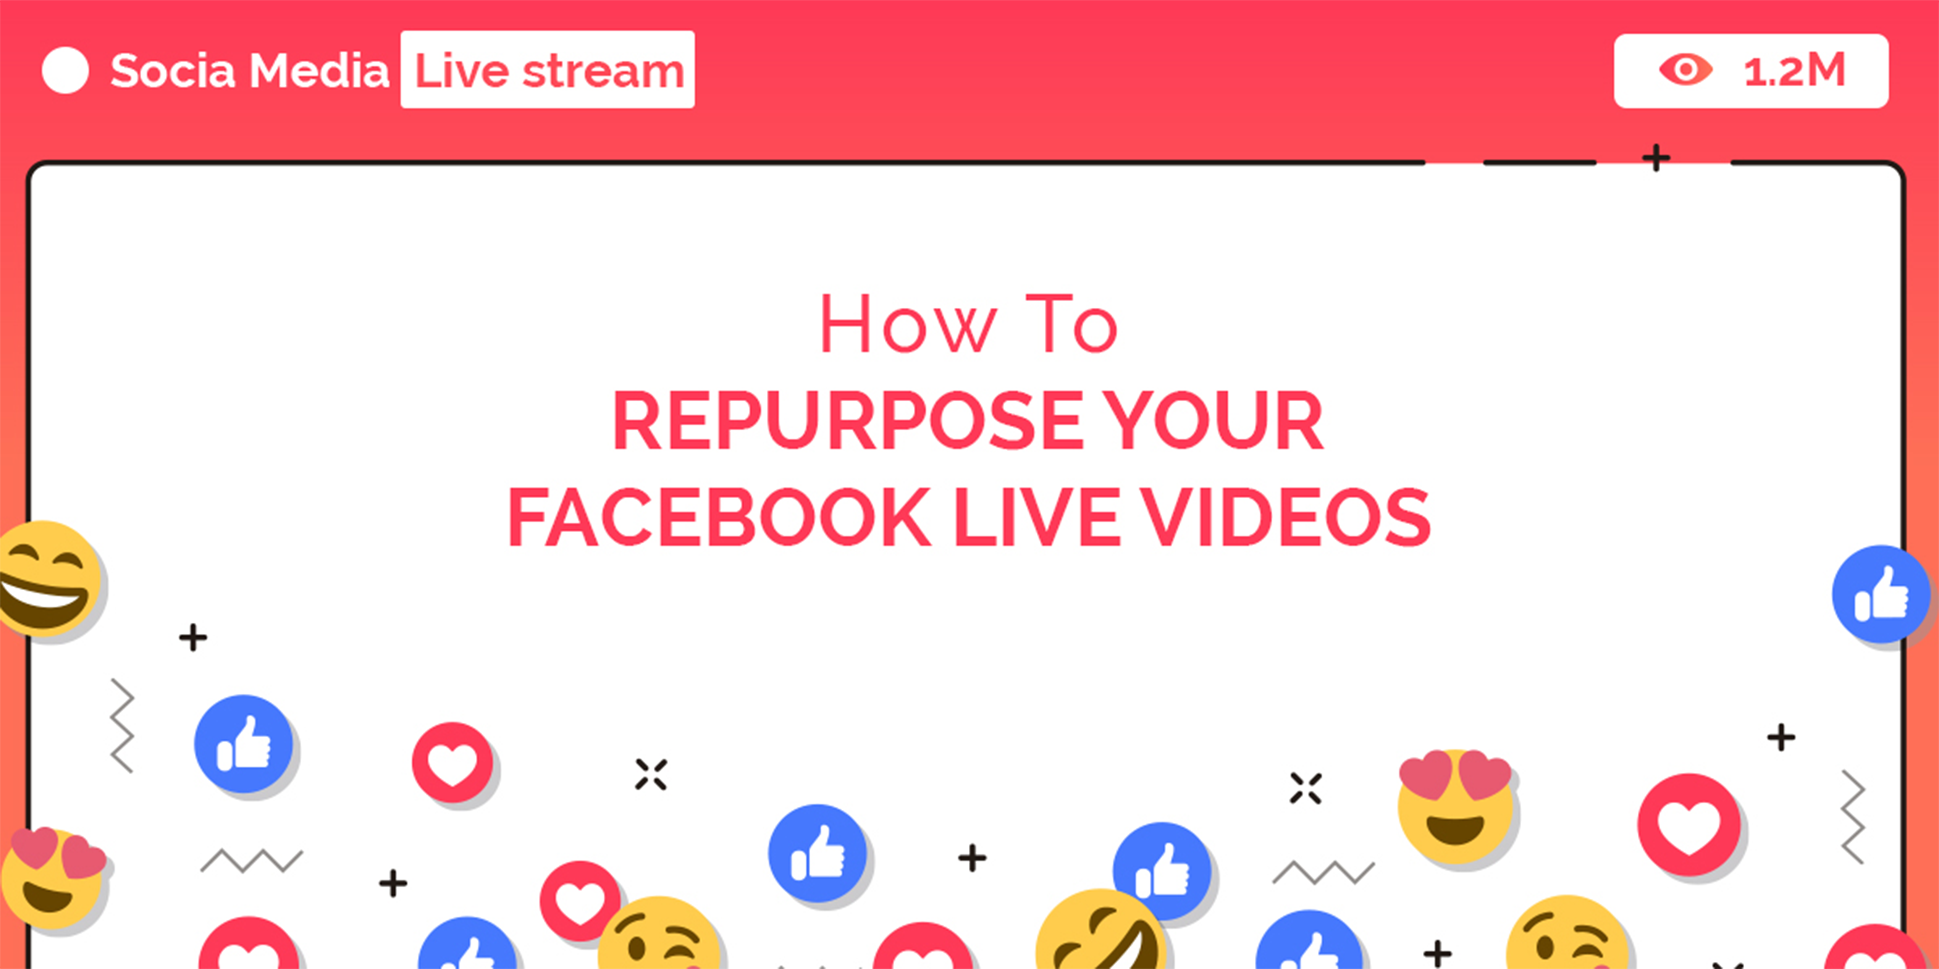 Socia Media Live stream
1.2M
How To
REPURPOSE YOUR
FACEBOOK LIVE VIDEOS